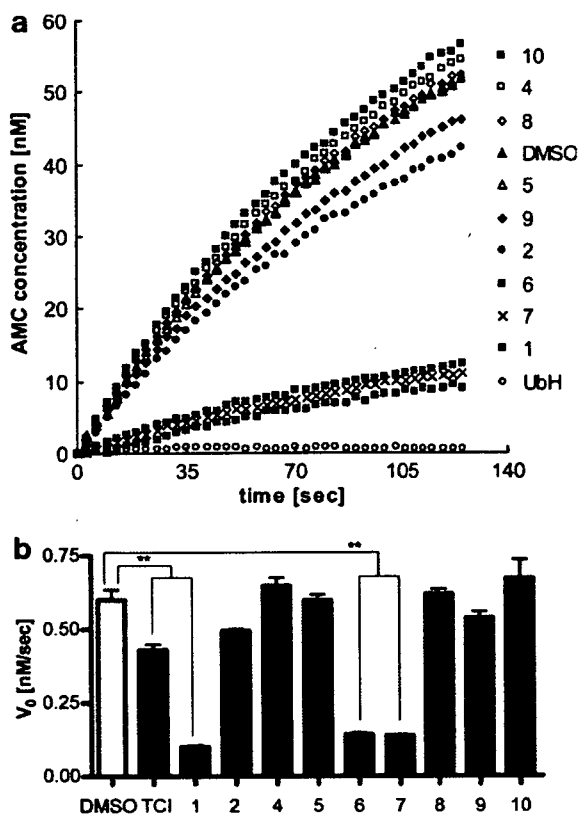 a
60
50
40
30
20
10
0
AMC concentration [nM]
0 35 70 105 140
time [sec]
10
4
8
DMSO
5
9
2
6
7
1
UbH
b
0.75
0.50
0.25
0.00
V₀ [nM/sec]
**
**
DMSO TCI 1 2 4 5 6 7 8 9 10